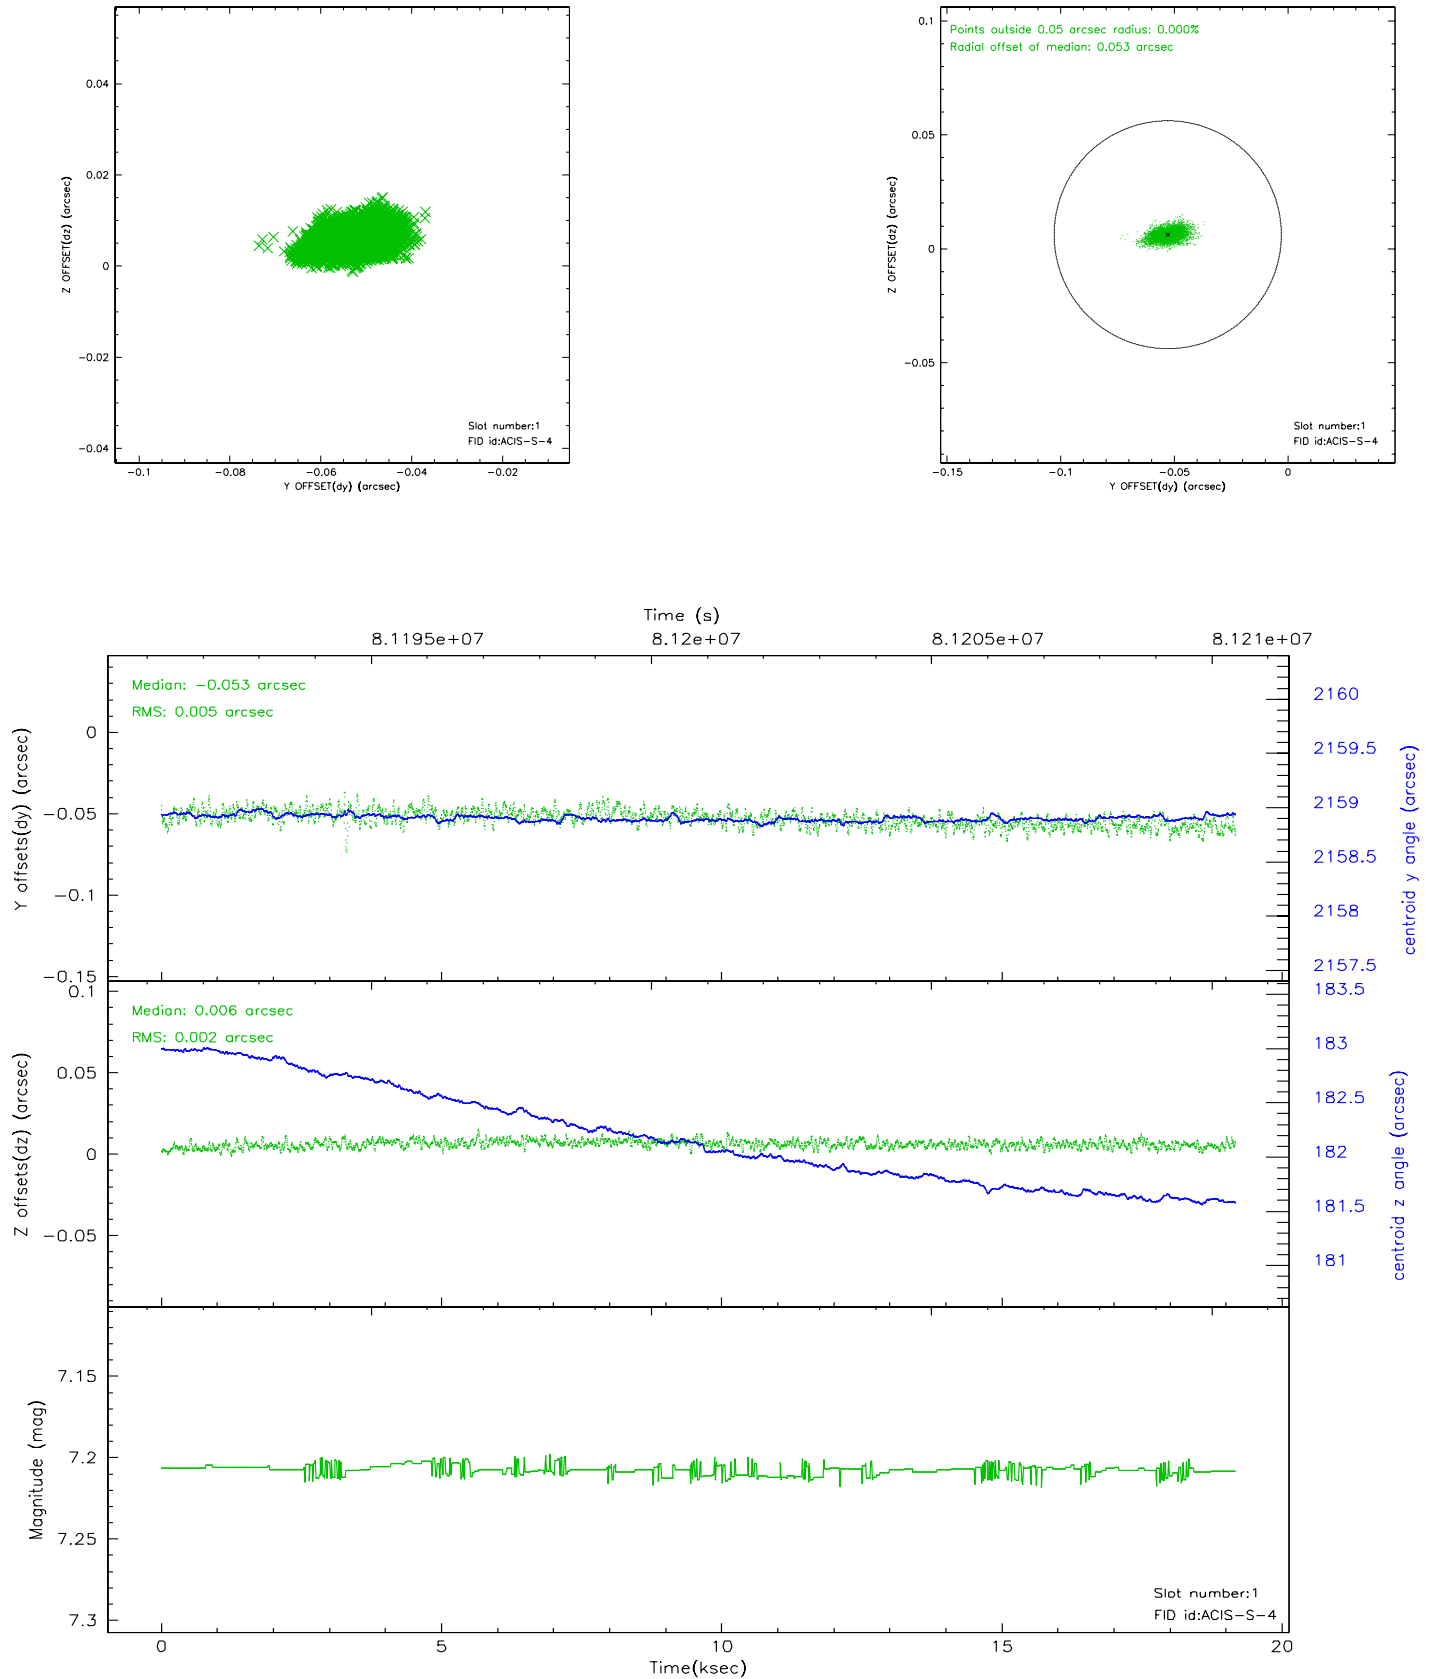 0.04
0.02
0
−0.02
−0.04
Z OFFSET(dz) (arcsec)
Slot number:1
FID id:ACIS−S−4
−0.1
−0.08
−0.06
−0.04
−0.02
Y OFFSET(dy) (arcsec)
Points outside 0.05 arcsec radius: 0.000%
Radial offset of median: 0.053 arcsec
0.1
0.05
0
−0.05
Z OFFSET(dz) (arcsec)
Slot number:1
FID id:ACIS−S−4
−0.15
−0.1
−0.05
0
Y OFFSET(dy) (arcsec)
Time (s)
8.1195e+07
8.12e+07
8.1205e+07
8.121e+07
Median: −0.053 arcsec
RMS: 0.005 arcsec
0
−0.05
−0.1
−0.15
Y offsets(dy) (arcsec)
2160
2159.5
2159
2158.5
2158
2157.5
centroid y angle (arcsec)
Median: 0.006 arcsec
RMS: 0.002 arcsec
0.1
0.05
0
−0.05
Z offsets(dz) (arcsec)
183.5
183
182.5
182
181.5
181
centroid z angle (arcsec)
7.15
7.2
7.25
7.3
Magnitude (mag)
Slot number:1
FID id:ACIS−S−4
0
5
10
15
20
Time(ksec)